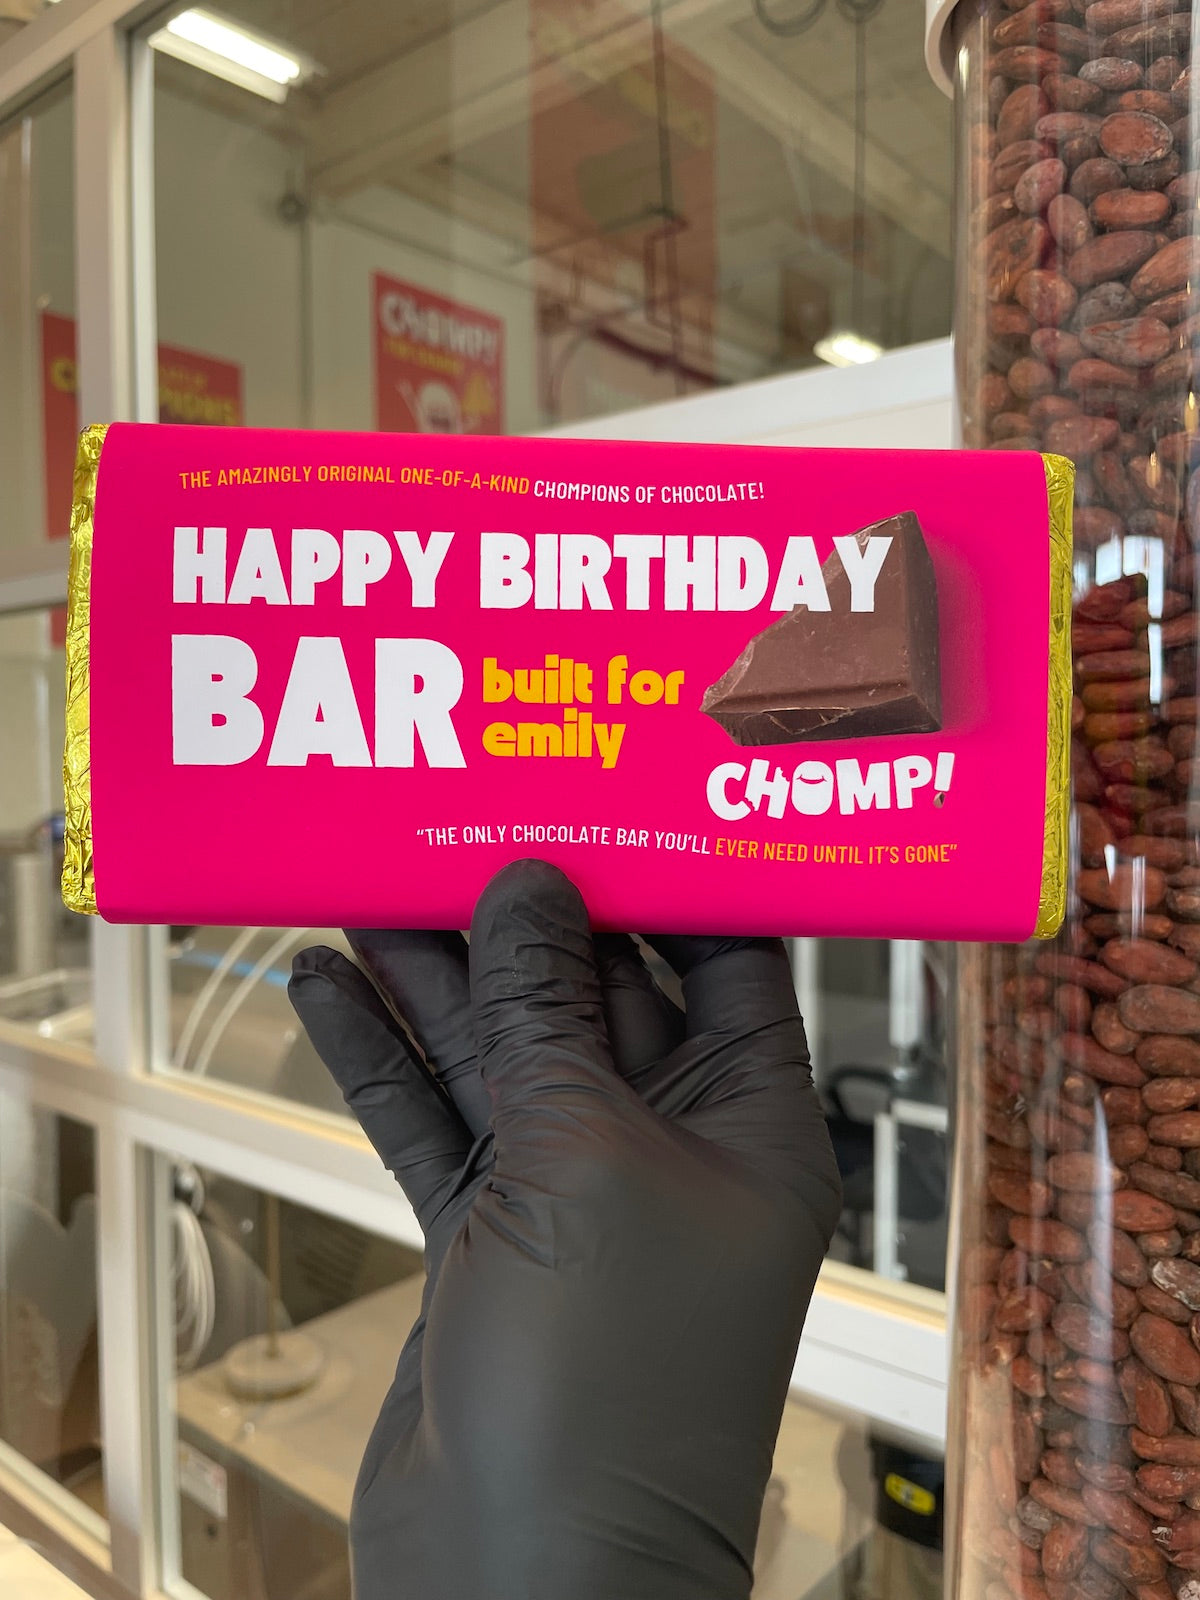 CHOMP!
THE AMAZINGLY ORIGINAL ONE-OF-A-KIND CHOMPIONS OF CHOCOLATE!
HAPPY BIRTHDAY
BAR
built for
emily
CHOMP!
"THE ONLY CHOCOLATE BAR YOU'LL EVER NEED UNTIL IT'S GONE"